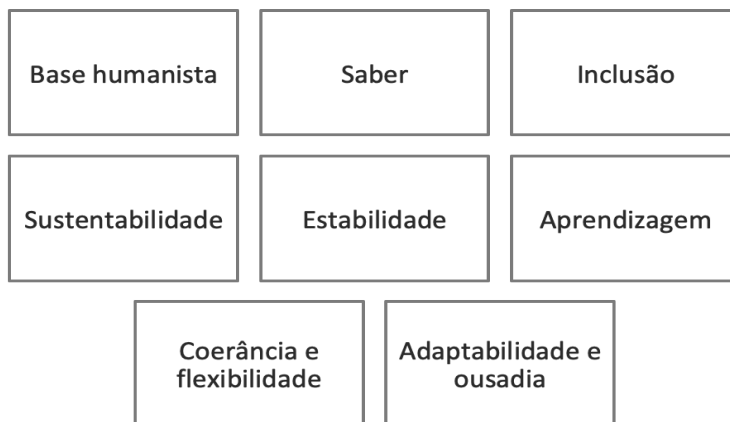 Base humanista
Saber
Inclusão
Sustentabilidade
Estabilidade
Aprendizagem
Coerância e
flexibilidade
Adaptabilidade e
ousadia